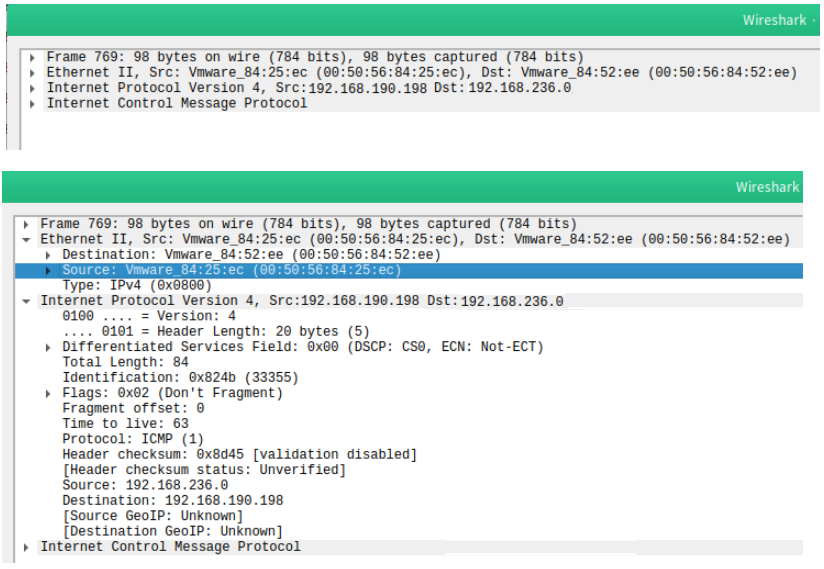 Wireshark ·
Frame 769: 98 bytes on wire (784 bits), 98 bytes captured (784 bits)
Ethernet II, Src: Vmware_84:25:ec (00:50:56:84:25:ec), Dst: Vmware_84:52:ee (00:50:56:84:52:ee)
Internet Protocol Version 4, Src:192.168.190.198 Dst:192.168.236.0
Internet Control Message Protocol
Wireshark
Frame 769: 98 bytes on wire (784 bits), 98 bytes captured (784 bits)
Ethernet II, Src: Vmware_84:25:ec (00:50:56:84:25:ec), Dst: Vmware_84:52:ee (00:50:56:84:52:ee)
Destination: Vmware_84:52:ee (00:50:56:84:52:ee)
Source: Vmware_84:25:ec (00:50:56:84:25:ec)
Type: IPv4 (0x0800)
Internet Protocol Version 4, Src:192.168.190.198 Dst:192.168.236.0
0100 .... = Version: 4
.... 0101 = Header Length: 20 bytes (5)
Differentiated Services Field: 0x00 (DSCP: CS0, ECN: Not-ECT)
Total Length: 84
Identification: 0x824b (33355)
Flags: 0x02 (Don't Fragment)
Fragment offset: 0
Time to live: 63
Protocol: ICMP (1)
Header checksum: 0x8d45 [validation disabled]
[Header checksum status: Unverified]
Source: 192.168.236.0
Destination: 192.168.190.198
[Source GeoIP: Unknown]
[Destination GeoIP: Unknown]
Internet Control Message Protocol